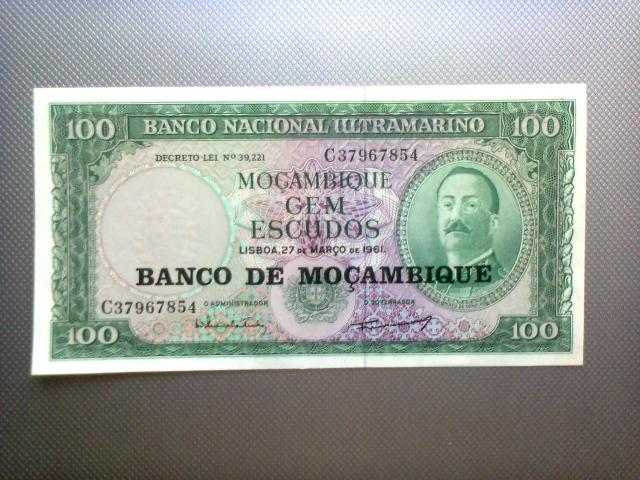 100 BANCO NACIONAL ULTRAMARINO 100
DECRETO-LEI Nº 39,221 C37967854
MOÇAMBIQUE
CEM
ESCUDOS
LISBOA, 27 DE MARÇO DE 1961.
BANCO DE MOÇAMBIQUE
C37967854 O ADMINISTRADOR O GOVERNADOR
100 100